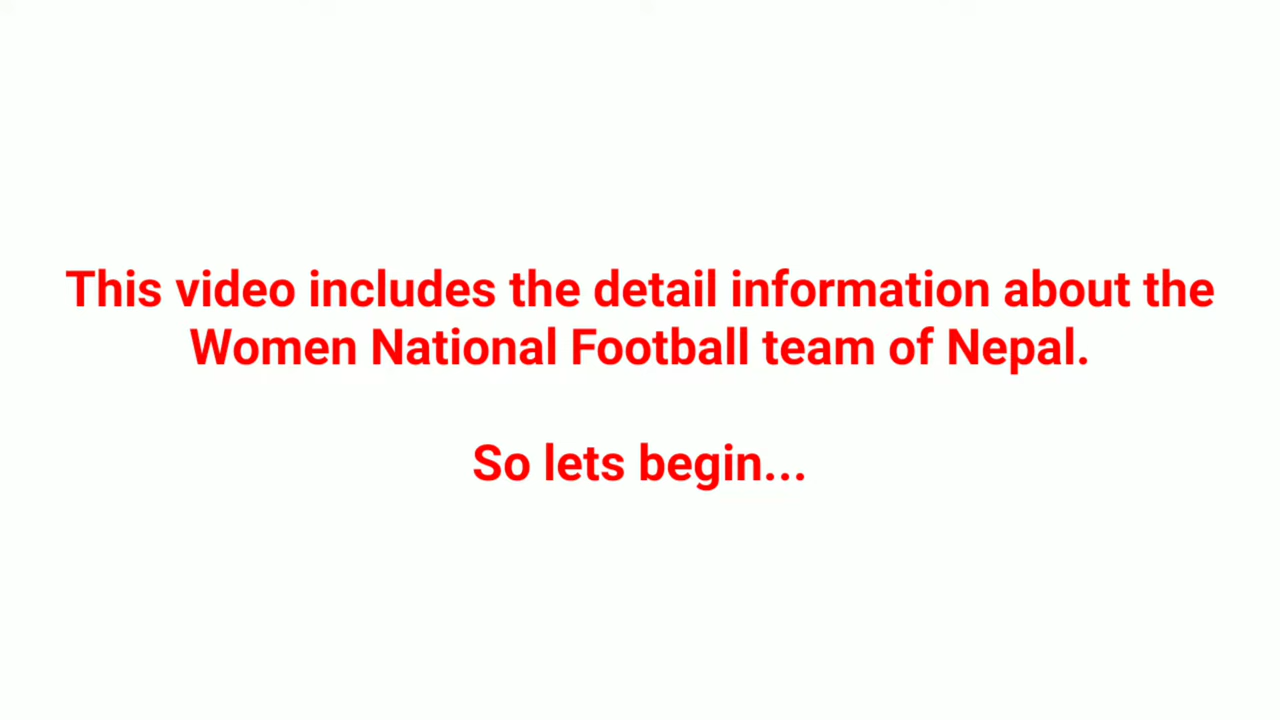 This video includes the detail information about the
Women National Football team of Nepal.
So lets begin...